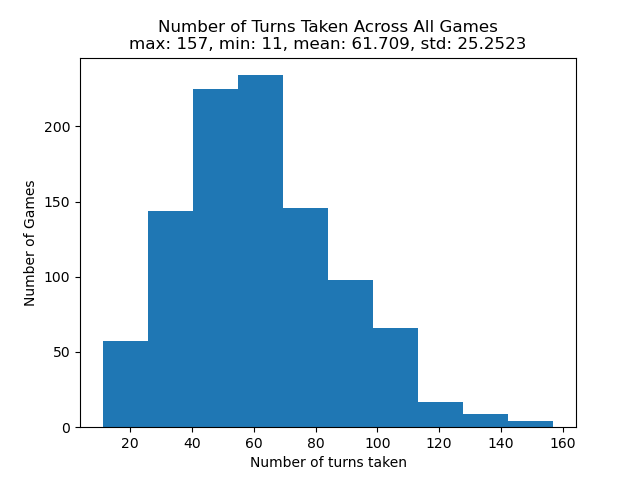 Number of Turns Taken Across All Games
max: 157, min: 11, mean: 61.709, std: 25.2523
200
150
100
50
0
Number of Games
20 40 60 80 100 120 140 160
Number of turns taken